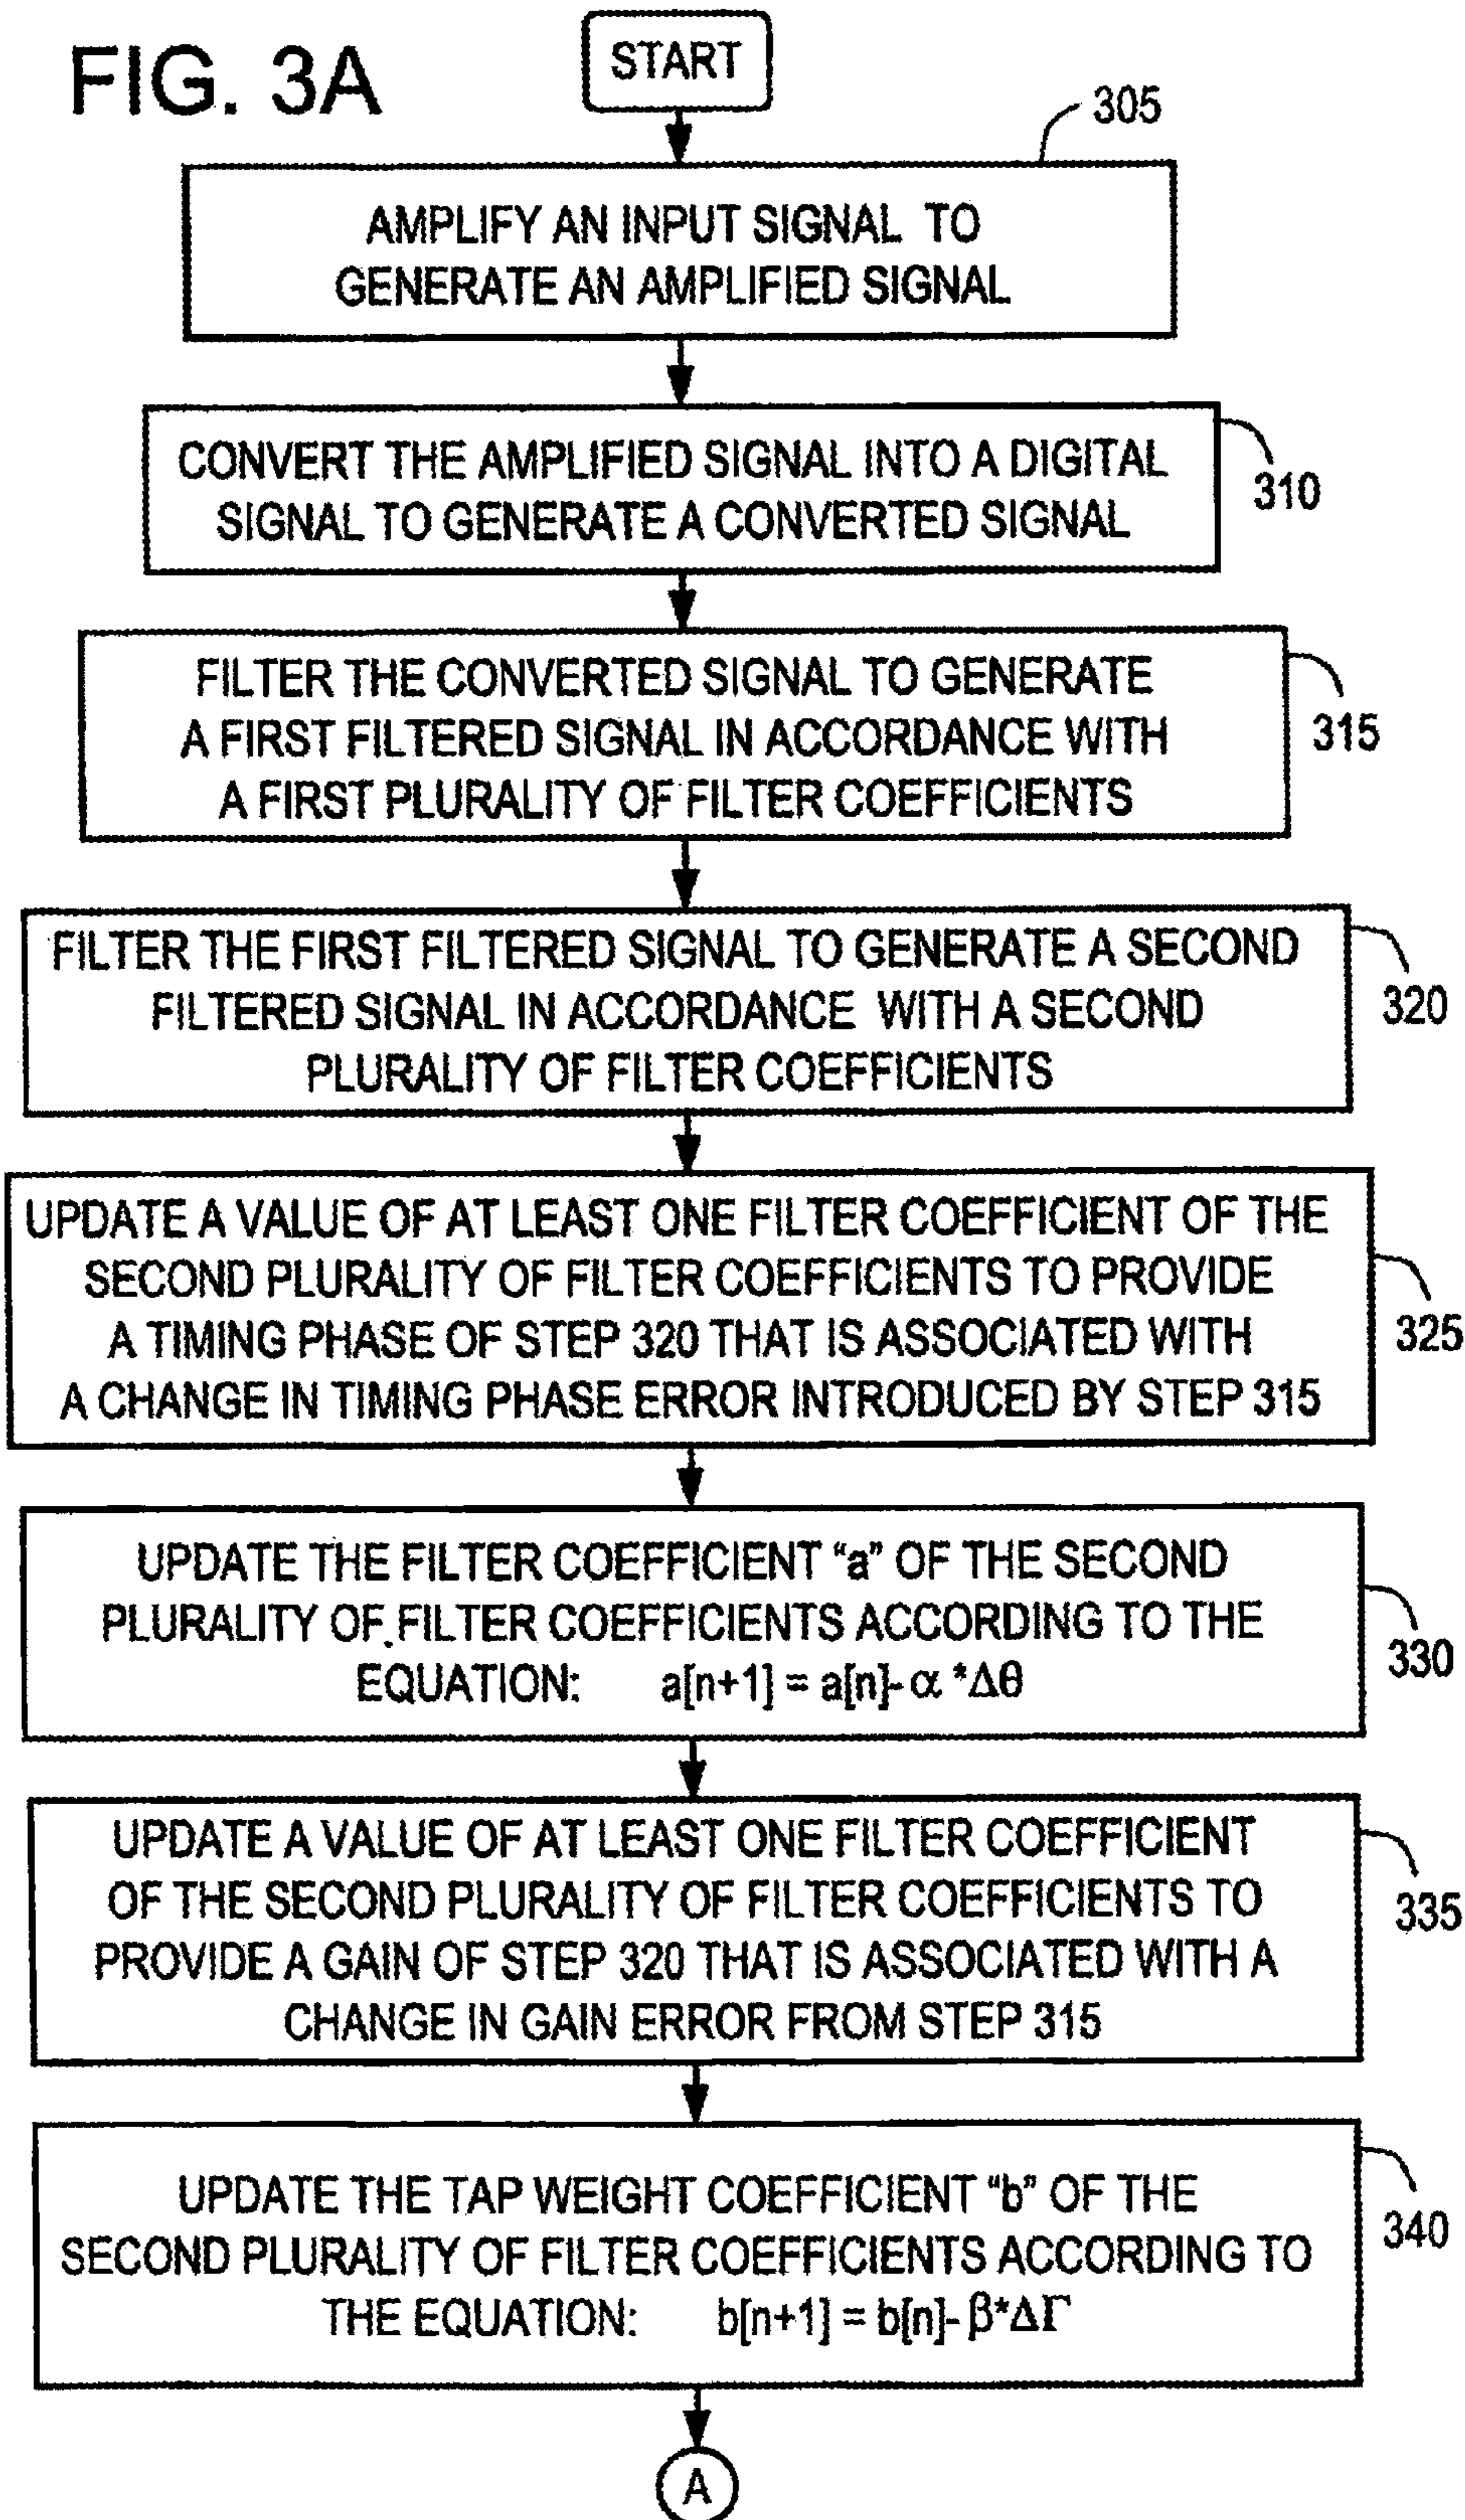 FIG. 3A
START
305
AMPLIFY AN INPUT SIGNAL TO
GENERATE AN AMPLIFIED SIGNAL
CONVERT THE AMPLIFIED SIGNAL INTO A DIGITAL
SIGNAL TO GENERATE A CONVERTED SIGNAL
310
FILTER THE CONVERTED SIGNAL TO GENERATE
A FIRST FILTERED SIGNAL IN ACCORDANCE WITH
A FIRST PLURALITY OF FILTER COEFFICIENTS
315
FILTER THE FIRST FILTERED SIGNAL TO GENERATE A SECOND
FILTERED SIGNAL IN ACCORDANCE WITH A SECOND
PLURALITY OF FILTER COEFFICIENTS
320
UPDATE A VALUE OF AT LEAST ONE FILTER COEFFICIENT OF THE
SECOND PLURALITY OF FILTER COEFFICIENTS TO PROVIDE
A TIMING PHASE OF STEP 320 THAT IS ASSOCIATED WITH
A CHANGE IN TIMING PHASE ERROR INTRODUCED BY STEP 315
325
UPDATE THE FILTER COEFFICIENT “a” OF THE SECOND
PLURALITY OF FILTER COEFFICIENTS ACCORDING TO THE
EQUATION: a[n+1] = a[n]-α *Δθ
330
UPDATE A VALUE OF AT LEAST ONE FILTER COEFFICIENT
OF THE SECOND PLURALITY OF FILTER COEFFICIENTS TO
PROVIDE A GAIN OF STEP 320 THAT IS ASSOCIATED WITH A
CHANGE IN GAIN ERROR FROM STEP 315
335
UPDATE THE TAP WEIGHT COEFFICIENT “b” OF THE
SECOND PLURALITY OF FILTER COEFFICIENTS ACCORDING TO
THE EQUATION: b[n+1] = b[n]-β*ΔΓ
340
A